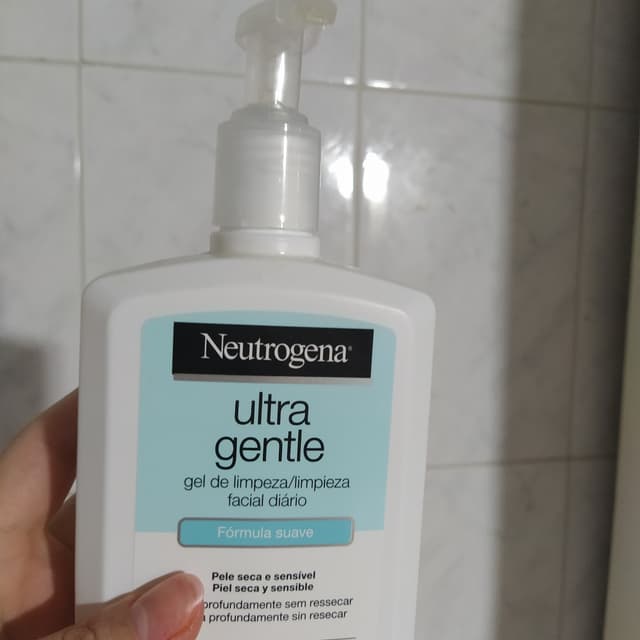 Neutrogena®
ultra
gentle
gel de limpeza/limpieza
facial diário
Fórmula suave
Pele seca e sensível
Piel seca y sensible
profundamente sem ressecar
profundamente sin resecar